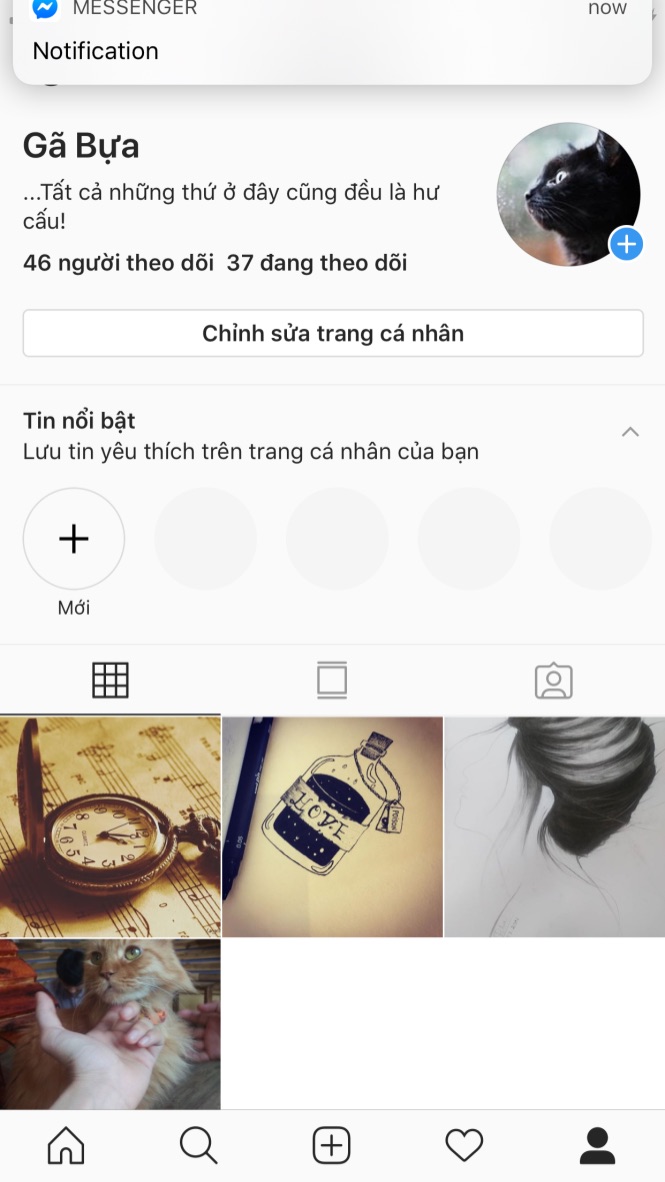 MESSENGER
now
Notification
Gã Bựa
...Tất cả những thứ ở đây cũng đều là hư
cấu!
46 người theo dõi 37 đang theo dõi
Chỉnh sửa trang cá nhân
Tin nổi bật
Lưu tin yêu thích trên trang cá nhân của bạn
Mới
LOVE
Potion